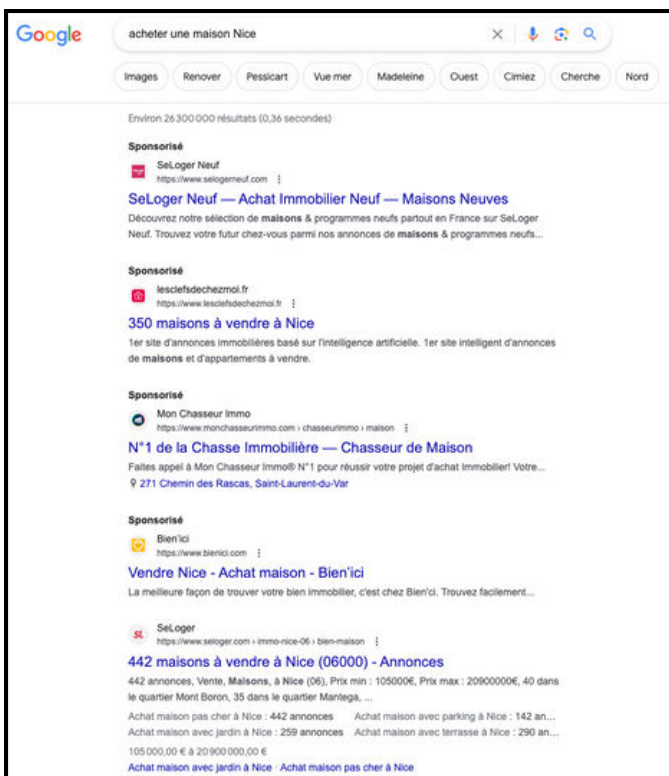 Google
acheter une maison Nice
Images Renover Pessicart Vue mer Madeleine Ouest Cimiez Cherche Nord
Environ 26 300 000 résultats (0,36 secondes)
Sponsorisé
SeLoger Neuf
https://www.selogerneuf.com
SeLoger Neuf — Achat Immobilier Neuf — Maisons Neuves
Découvrez notre sélection de maisons & programmes neufs partout en France sur SeLoger
Neuf. Trouvez votre futur chez-vous parmi nos annonces de maisons & programmes neufs...
Sponsorisé
lesclefsdechezmoi.fr
https://www.lesclefsdechezmoi.fr
350 maisons à vendre à Nice
1er site d'annonces immobilières basé sur l'intelligence artificielle. 1er site intelligent d'annonces
de maisons et d'appartements à vendre.
Sponsorisé
Mon Chasseur Immo
https://www.monchasseurimmo.com › chasseurimmo › maison
N°1 de la Chasse Immobilière — Chasseur de Maison
Faites appel à Mon Chasseur Immo® N°1 pour réussir votre projet d'achat Immobilier! Votre...
271 Chemin des Rascas, Saint-Laurent-du-Var
Sponsorisé
Bien'ici
https://www.bienici.com
Vendre Nice - Achat maison - Bien'ici
La meilleure façon de trouver votre bien immobilier, c'est chez Bien'ci. Trouvez facilement...
SL
SeLoger
https://www.seloger.com › immo-nice-06 › bien-maison
442 maisons à vendre à Nice (06000) - Annonces
442 annonces, Vente, Maisons, à Nice (06), Prix min : 105000€, Prix max : 20900000€, 40 dans
le quartier Mont Boron, 35 dans le quartier Mantega, ...
Achat maison pas cher à Nice : 442 annonces Achat maison avec parking à Nice : 142 an...
Achat maison avec jardin à Nice : 259 annonces Achat maison avec terrasse à Nice : 290 an...
105 000,00 € à 20 900 000,00 €
Achat maison avec jardin à Nice · Achat maison pas cher à Nice